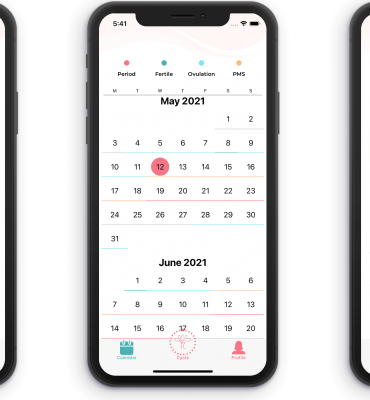 5:41
Period Fertile Ovulation PMS
M T W T F S S
May 2021
1 2
3 4 5 6 7 8 9
10 11 12 13 14 15 16
17 18 19 20 21 22 23
24 25 26 27 28 29 30
31
June 2021
1 2 3 4 5 6
7 8 9 10 11 12 13
14 15 16 17 18 19 20
Calendar Cycle Profile